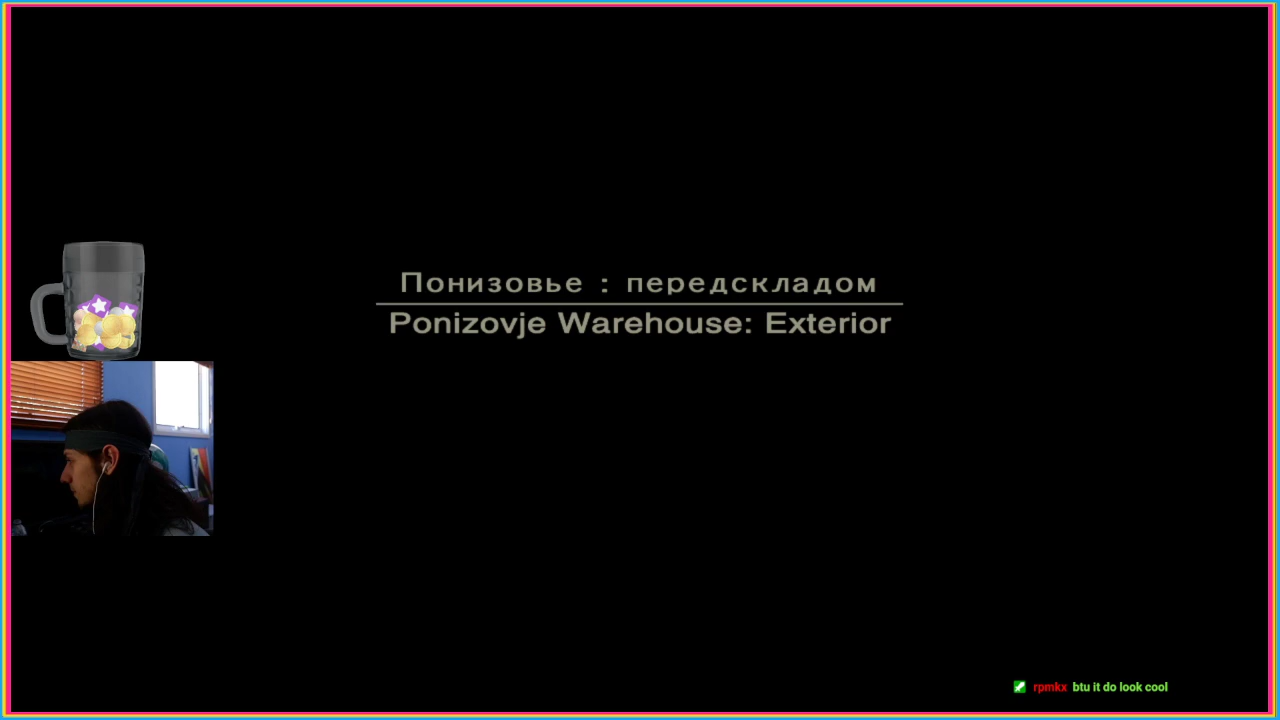 Понизовье : передскладом
Ponizovje Warehouse: Exterior
rpmkx btu it do look cool